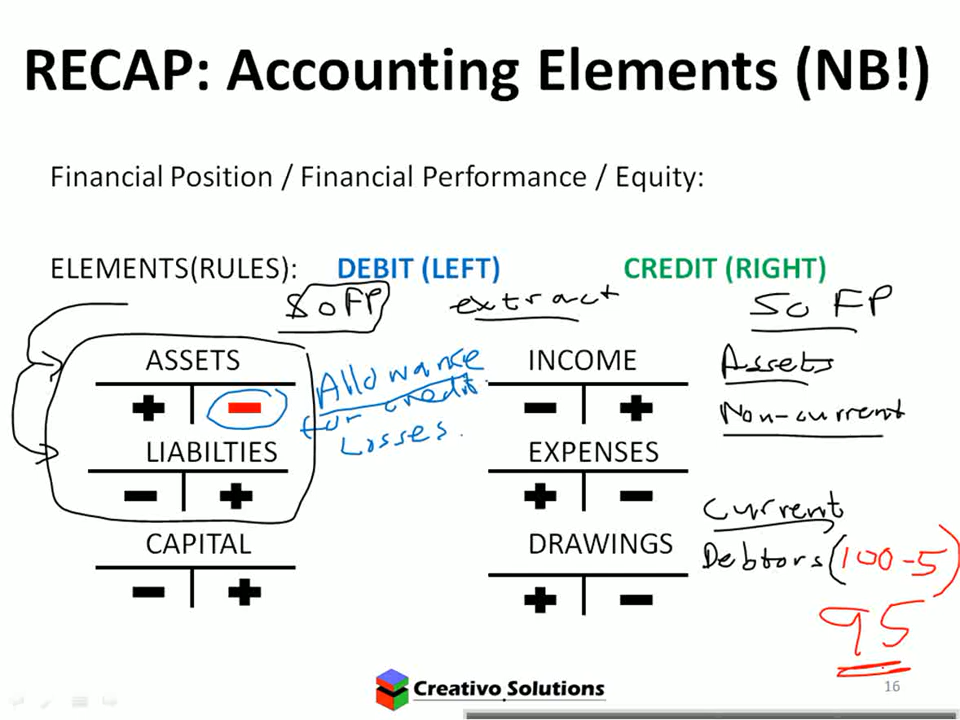 RECAP: Accounting Elements (NB!)
Financial Position / Financial Performance / Equity:
ELEMENTS(RULES): DEBIT (LEFT) CREDIT (RIGHT)
SoFP extract SoFP
ASSETS
+ −
Allowance
for credit
Losses.
INCOME
− +
Assets
Non-current
LIABILTIES
− +
EXPENSES
+ −
Current
Debtors (100-5)
95
CAPITAL
− +
DRAWINGS
+ −
Creativo Solutions
16